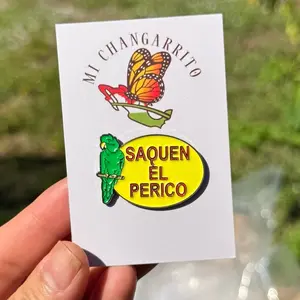 MI CHANGARRITO
SAQUEN
EL
PERICO